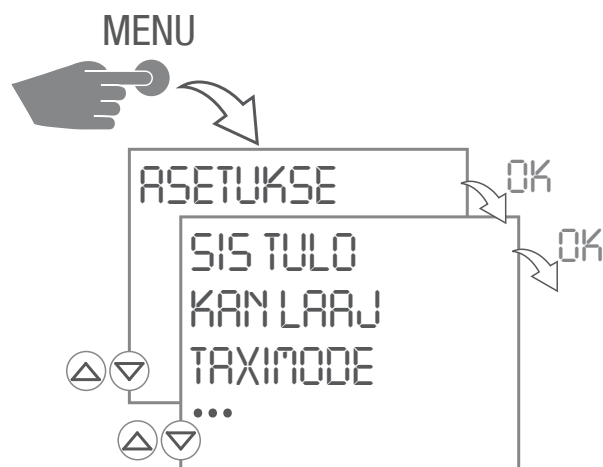 MENU
ASETUKSE
OK
SIS TULO
OK
KAN LAAJ
TAXIMODE
...